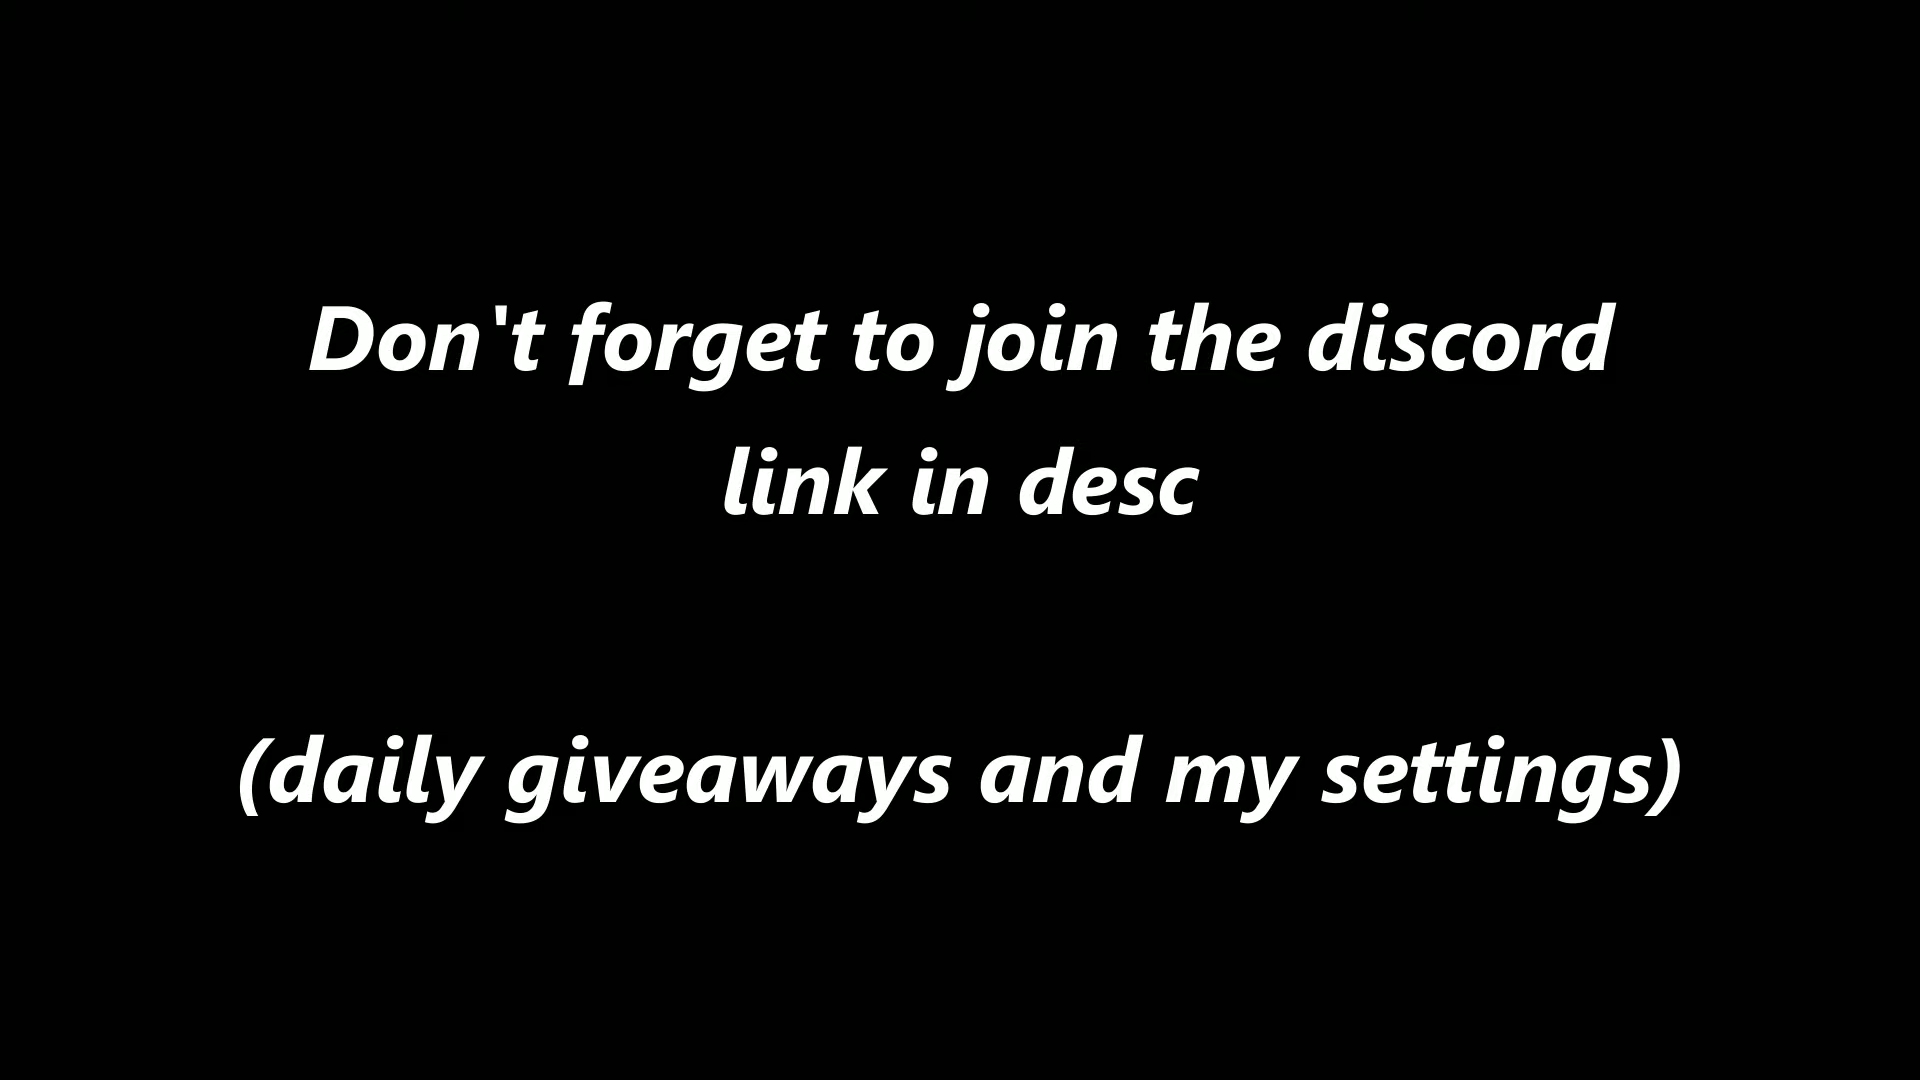 Don't forget to join the discord
link in desc
(daily giveaways and my settings)